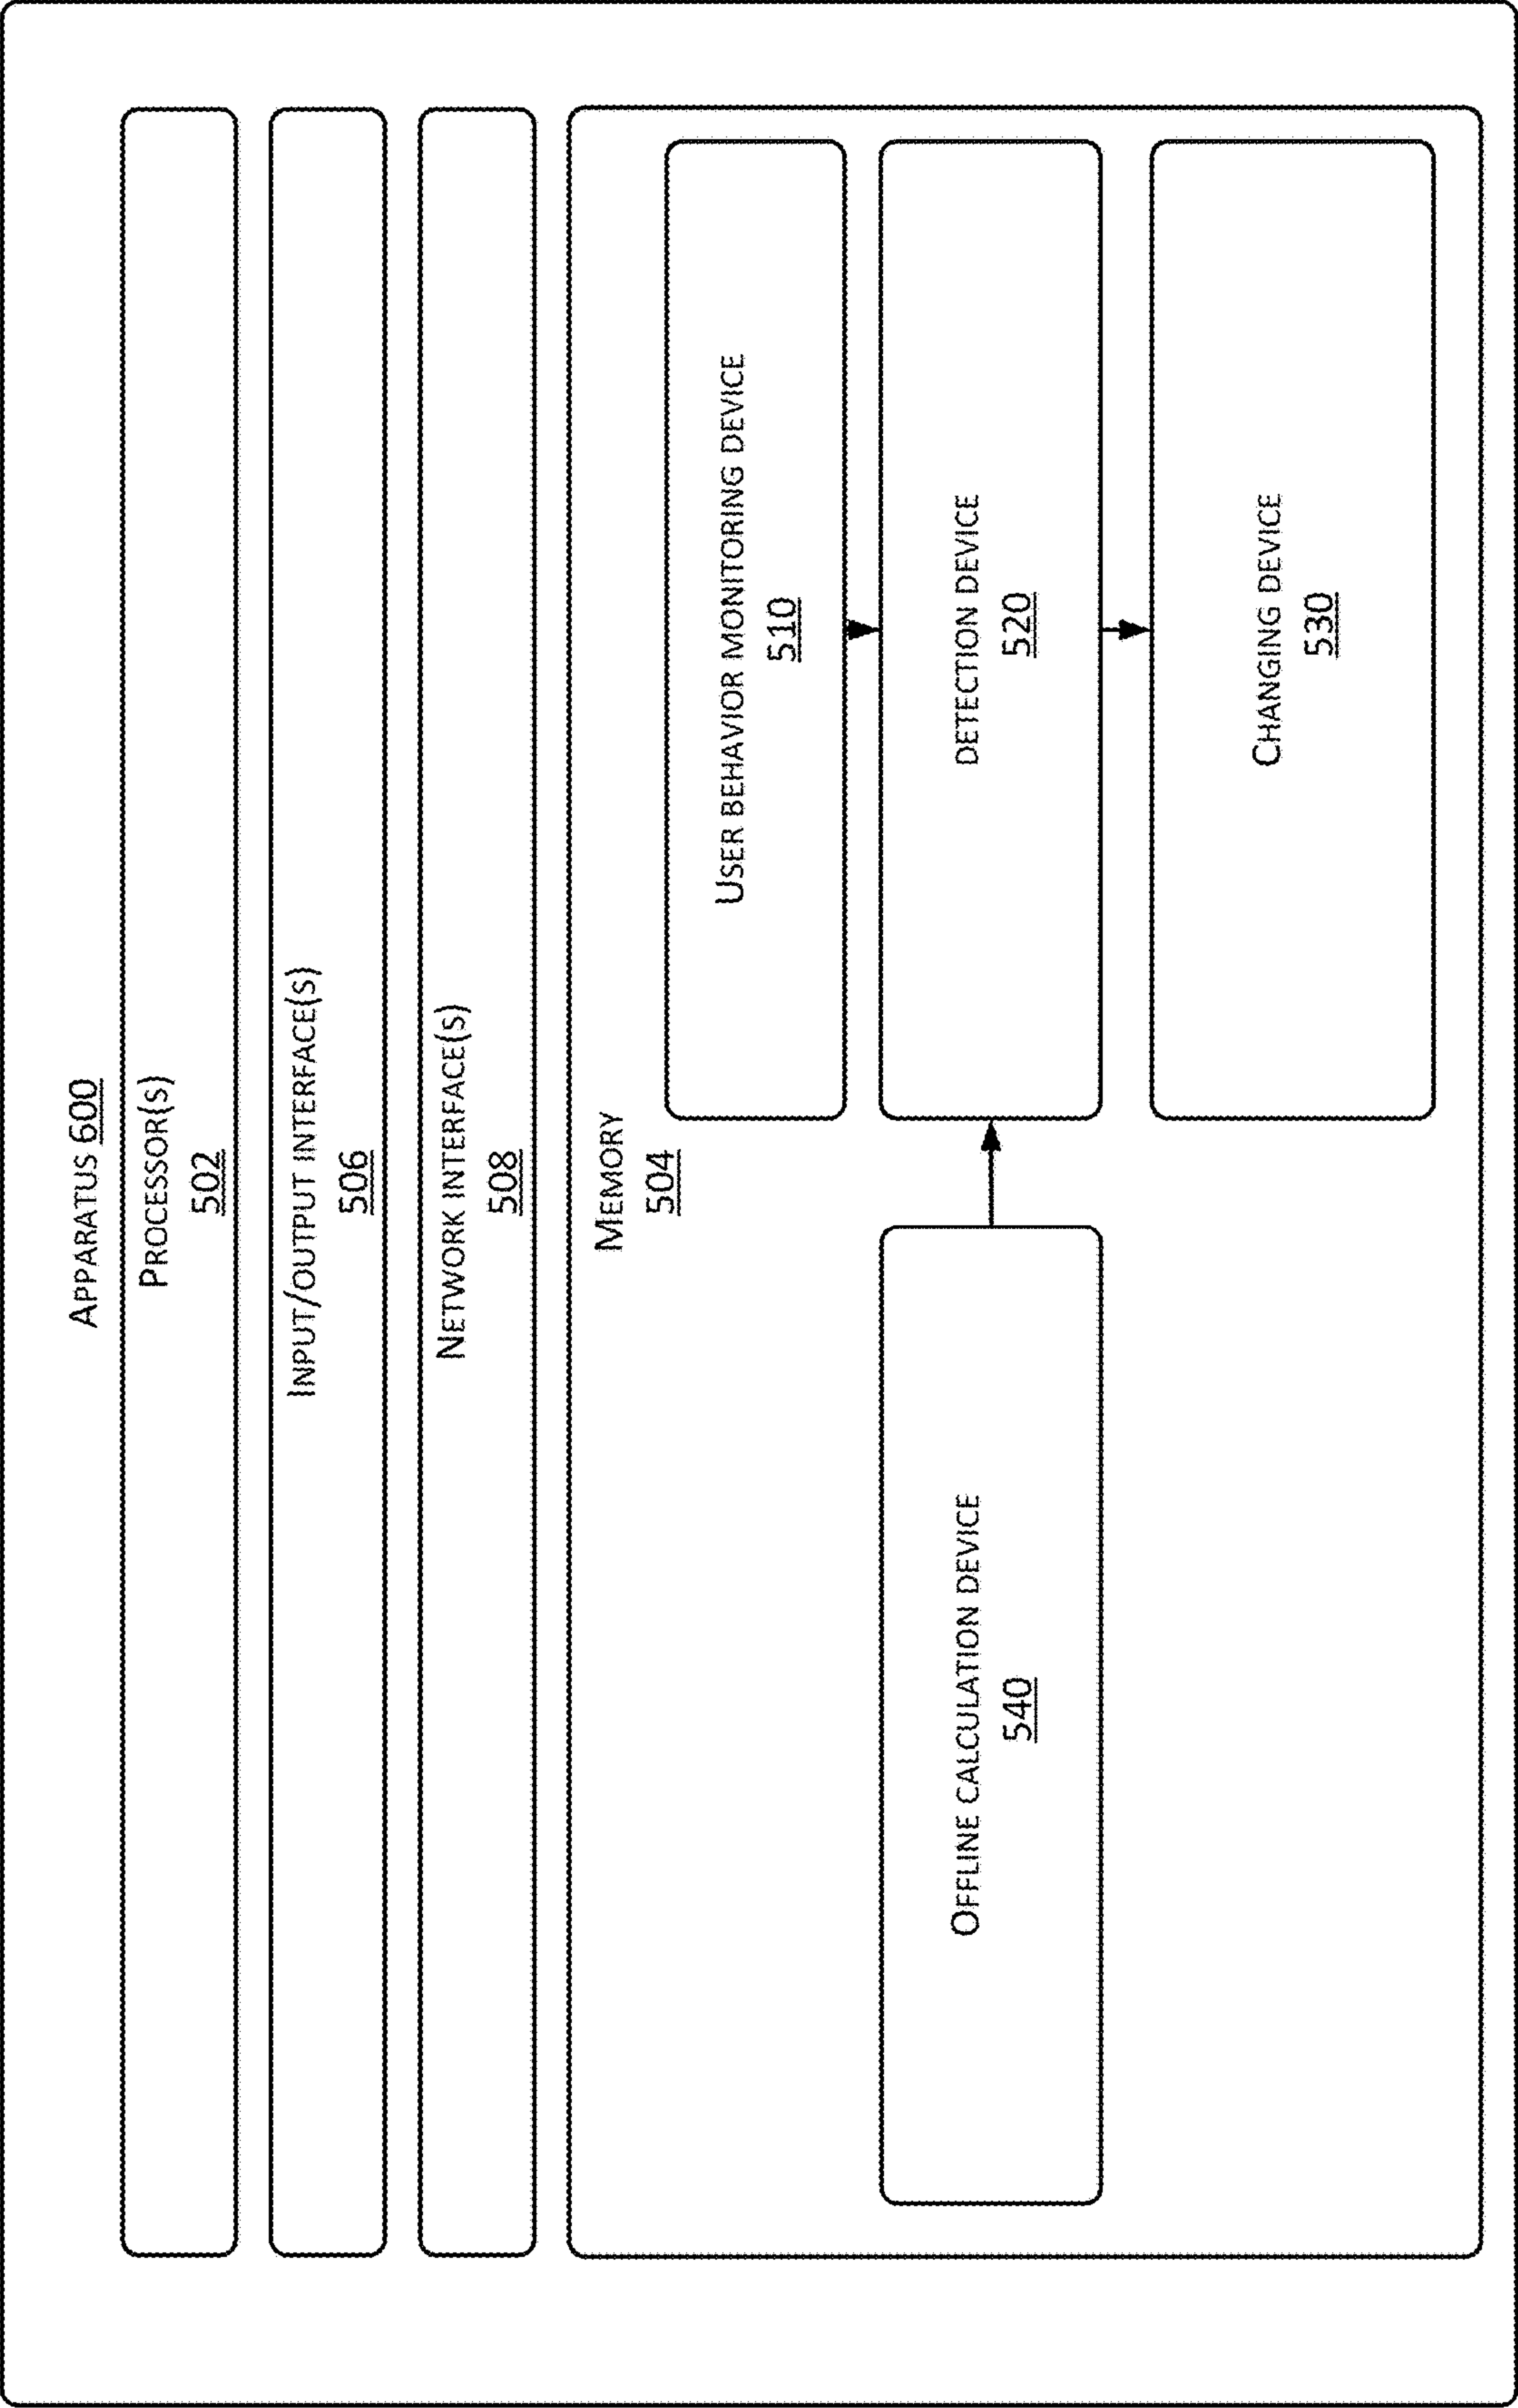 APPARATUS 600
PROCESSOR(S)
502
INPUT/OUTPUT INTERFACE(S)
506
NETWORK INTERFACE(S)
508
MEMORY
504
USER BEHAVIOR MONITORING DEVICE
510
OFFLINE CALCULATION DEVICE
540
DETECTION DEVICE
520
CHANGING DEVICE
530